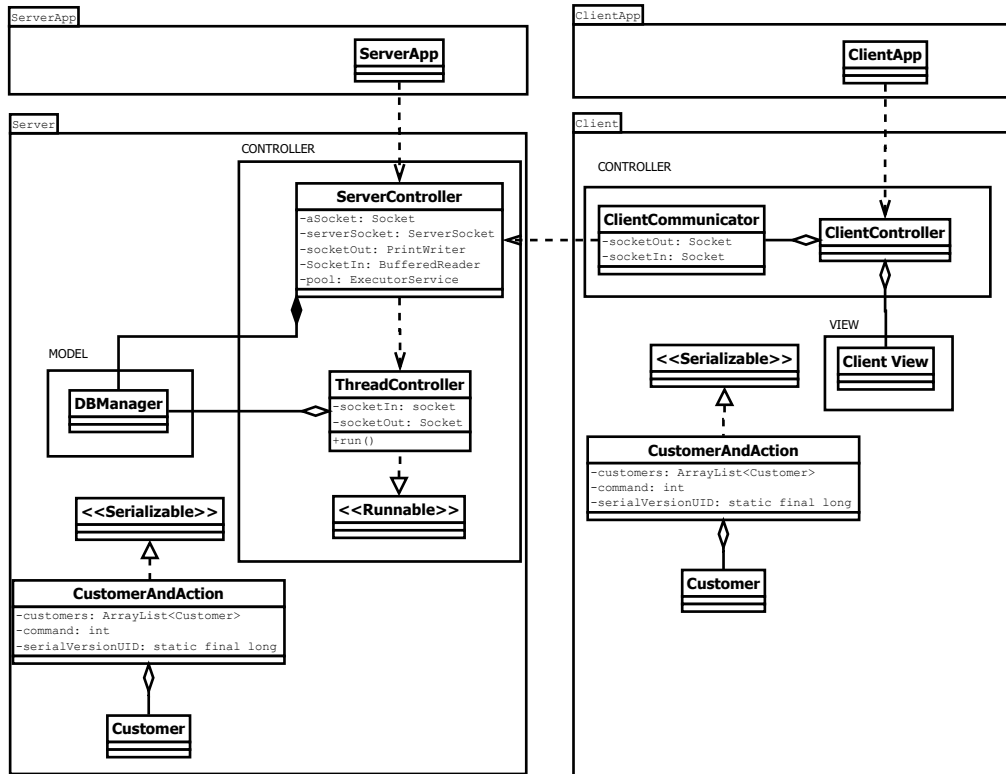 ServerApp
ServerApp
Server
CONTROLLER
ServerController
-aSocket: Socket
-serverSocket: ServerSocket
-socketOut: PrintWriter
-SocketIn: BufferedReader
-pool: ExecutorService
MODEL
DBManager
ThreadController
-socketIn: socket
-socketOut: Socket
+run()
<<Serializable>>
<<Runnable>>
CustomerAndAction
-customers: ArrayList<Customer>
-command: int
-serialVersionUID: static final long
Customer
ClientApp
ClientApp
Client
CONTROLLER
ClientCommunicator
-socketOut: Socket
-socketIn: Socket
ClientController
VIEW
Client View
<<Serializable>>
CustomerAndAction
-customers: ArrayList<Customer>
-command: int
-serialVersionUID: static final long
Customer